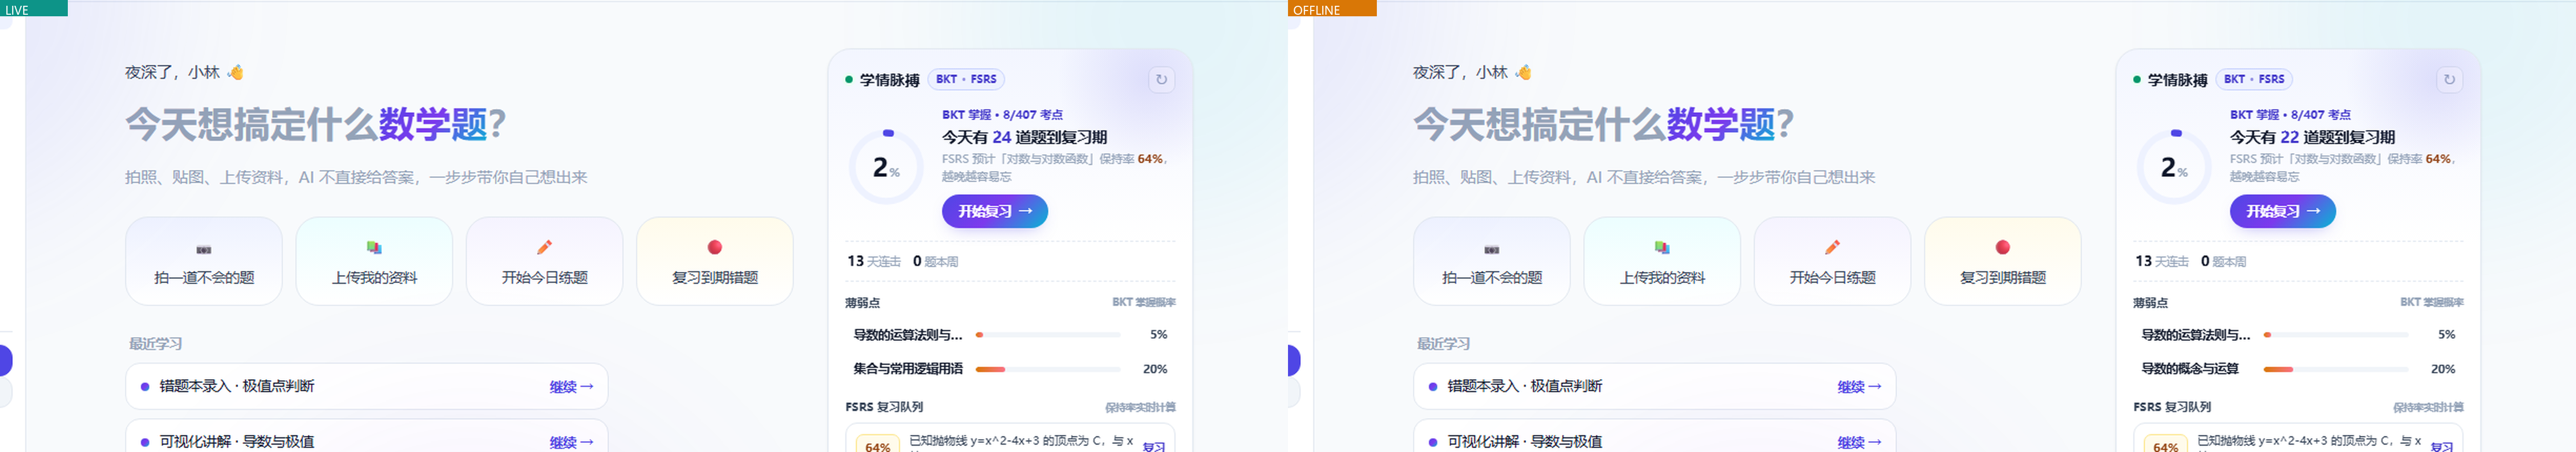 LIVE
夜深了，小林
今天想搞定什么数学题？
拍照、贴图、上传资料，AI 不直接给答案，一步步带你自己想出来
拍一道不会的题
上传我的资料
开始今日练题
复习到期错题
最近学习
错题本录入 · 极值点判断
继续 →
可视化讲解 · 导数与极值
继续 →
学情脉搏
BKT · FSRS
↻
2%
BKT 掌握 • 8/407 考点
今天有 24 道题到复习期
FSRS 预计「对数与对数函数」保持率 64%，
越晚越容易忘
开始复习 →
13 天连击 0 题本周
薄弱点
BKT 掌握概率
导数的运算法则与...
5%
集合与常用逻辑用语
20%
FSRS 复习队列
保持率实时计算
64%
已知抛物线 y=x^2-4x+3 的顶点为 C，与 x
复习
OFFLINE
夜深了，小林
今天想搞定什么数学题？
拍照、贴图、上传资料，AI 不直接给答案，一步步带你自己想出来
拍一道不会的题
上传我的资料
开始今日练题
复习到期错题
最近学习
错题本录入 · 极值点判断
继续 →
可视化讲解 · 导数与极值
继续 →
学情脉搏
BKT · FSRS
↻
2%
BKT 掌握 • 8/407 考点
今天有 22 道题到复习期
FSRS 预计「对数与对数函数」保持率 64%，
越晚越容易忘
开始复习 →
13 天连击 0 题本周
薄弱点
BKT 掌握概率
导数的运算法则与...
5%
导数的概念与运算
20%
FSRS 复习队列
保持率实时计算
64%
已知抛物线 y=x^2-4x+3 的顶点为 C，与 x
复习